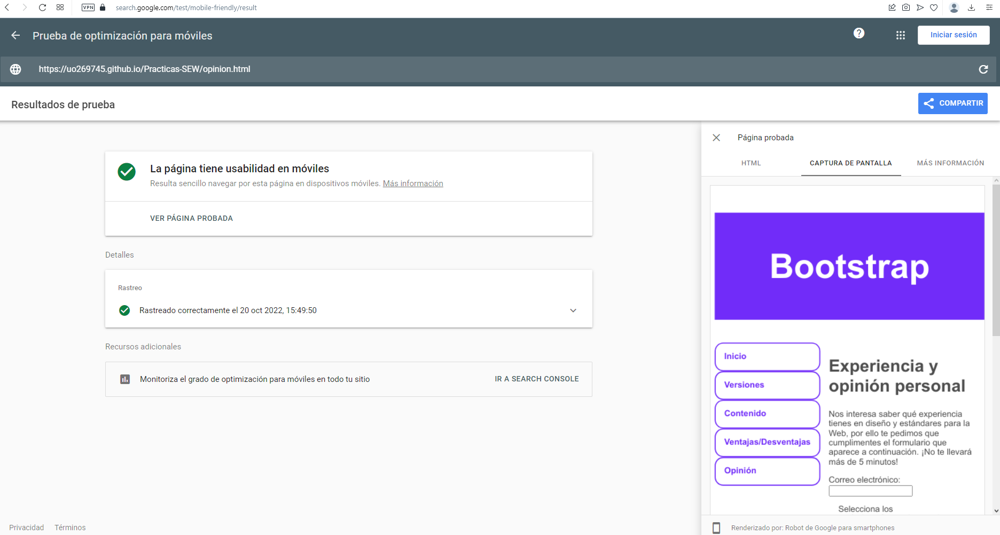 VPN
search.google.com/test/mobile-friendly/result
Prueba de optimización para móviles
?
Iniciar sesión
https://uo269745.github.io/Practicas-SEW/opinion.html
Resultados de prueba
COMPARTIR
La página tiene usabilidad en móviles
Resulta sencillo navegar por esta página en dispositivos móviles. Más información
VER PÁGINA PROBADA
Detalles
Rastreo
Rastreado correctamente el 20 oct 2022, 15:49:50
Recursos adicionales
Monitoriza el grado de optimización para móviles en todo tu sitio
IR A SEARCH CONSOLE
Privacidad
Términos
Página probada
HTML
CAPTURA DE PANTALLA
MÁS INFORMACIÓN
Bootstrap
Inicio
Versiones
Contenido
Ventajas/Desventajas
Opinión
Experiencia y
opinión personal
Nos interesa saber qué experiencia
tienes en diseño y estándares para la
Web, por ello te pedimos que
cumplimentes el formulario que
aparece a continuación. ¡No te llevará
más de 5 minutos!
Correo electrónico:
Selecciona los
Renderizado por: Robot de Google para smartphones